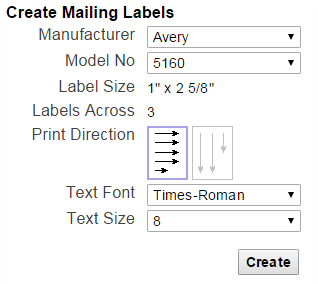 Create Mailing Labels
Manufacturer Avery
Model No 5160
Label Size 1" x 2 5/8"
Labels Across 3
Print Direction
Text Font Times-Roman
Text Size 8
Create